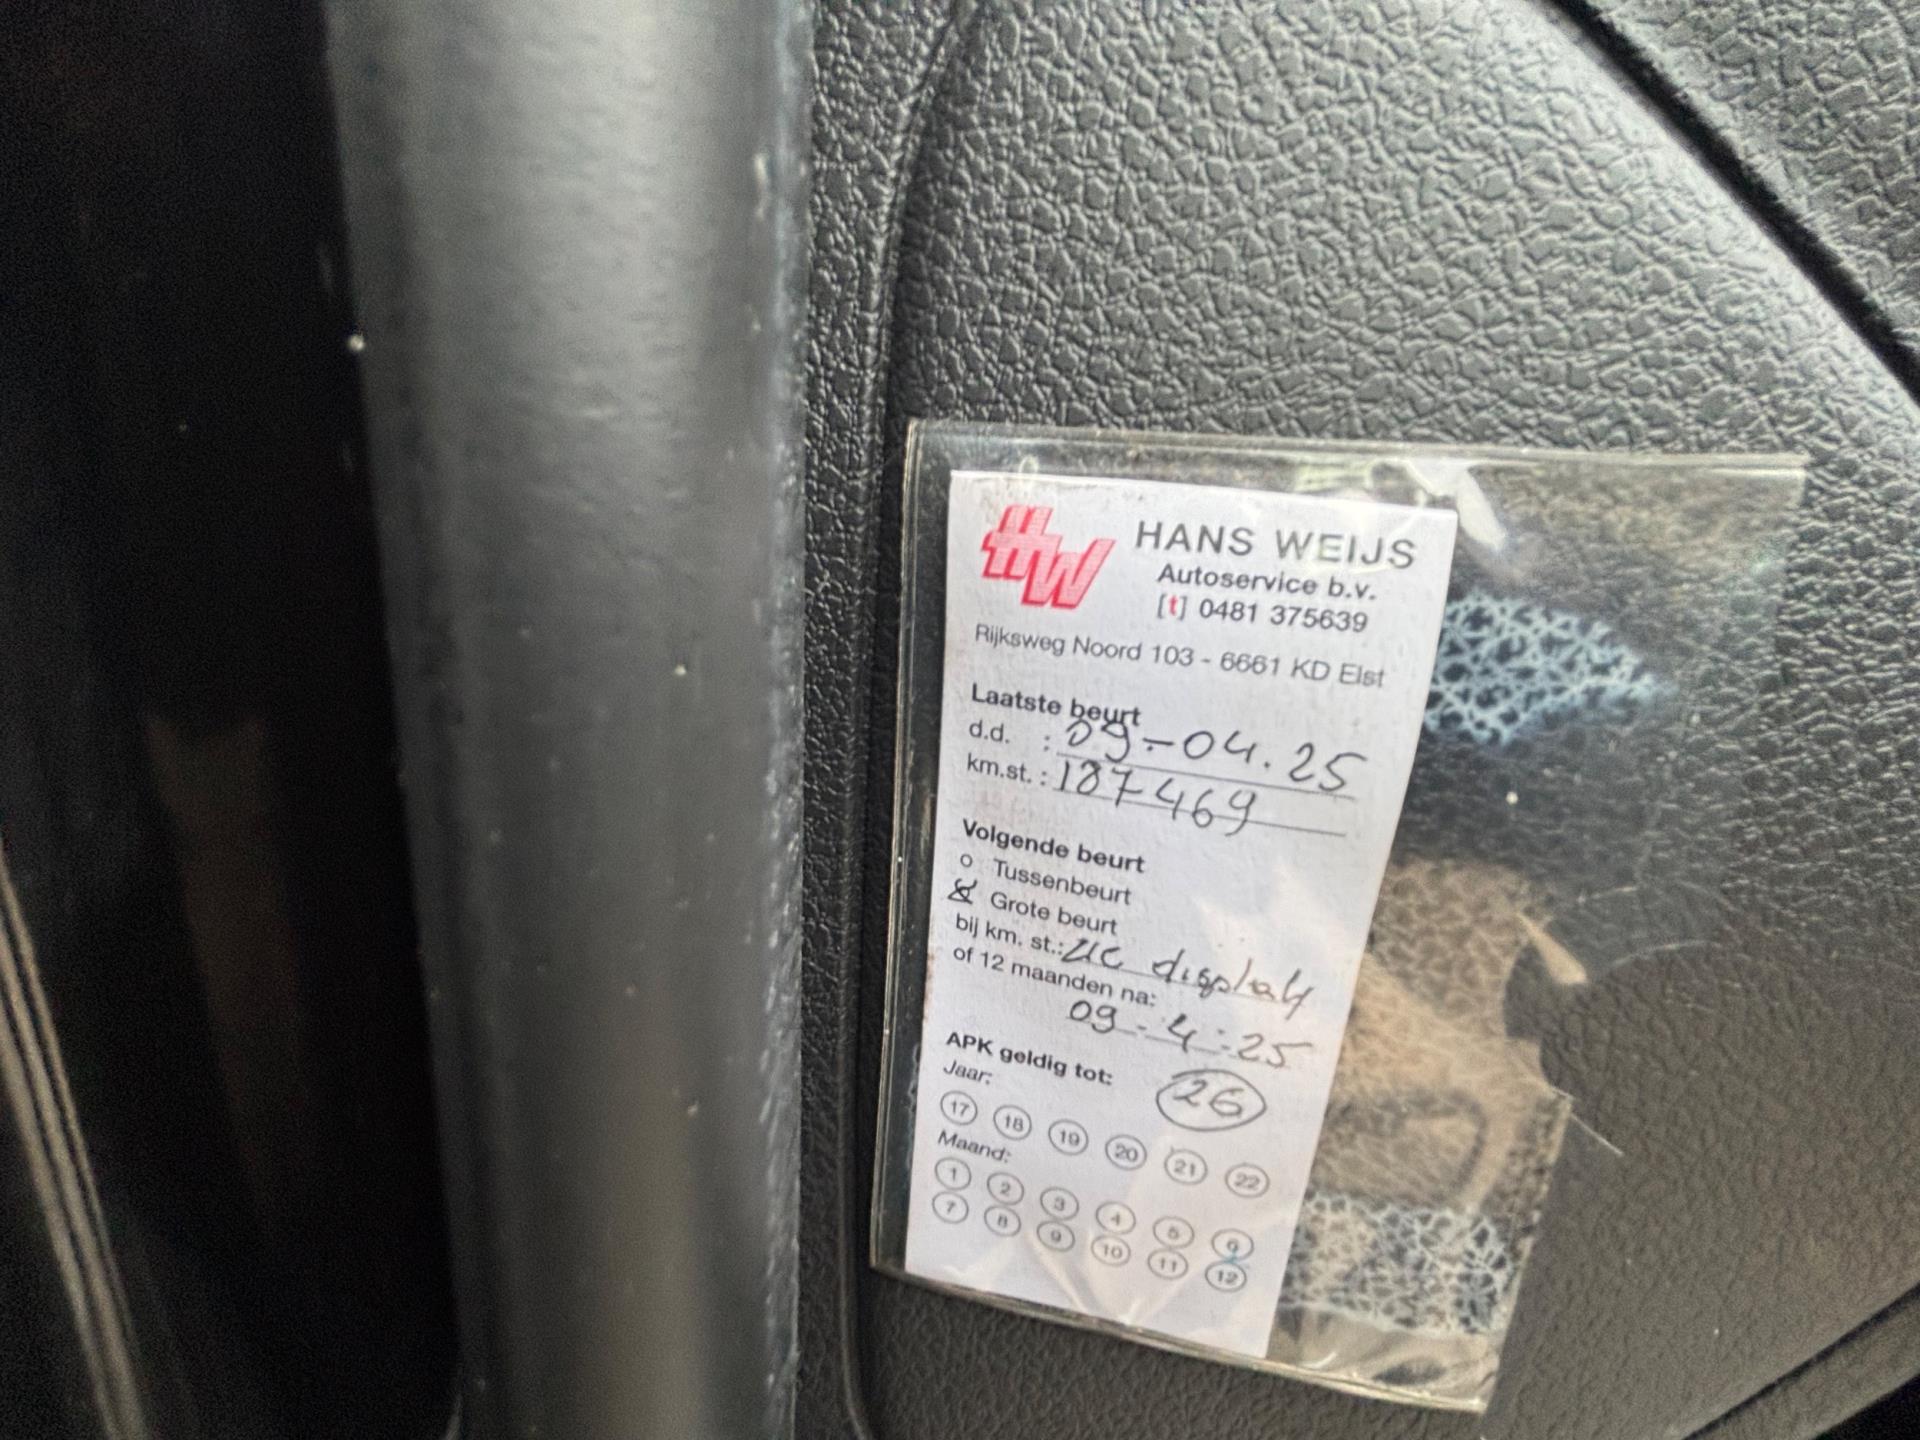 HW HANS WEIJS
Autoservice b.v.
[t] 0481 375639
Rijksweg Noord 103 - 6661 KD Elst
Laatste beurt
d.d. : 09-04.25
km.st. : 187469
Volgende beurt
o Tussenbeurt
Grote beurt
bij km. st.: zie display
of 12 maanden na:
09-4-25
APK geldig tot:
Jaar: 26
17 18 19 20 21 22
Maand:
1 2 3 4 5 6
7 8 9 10 11 12